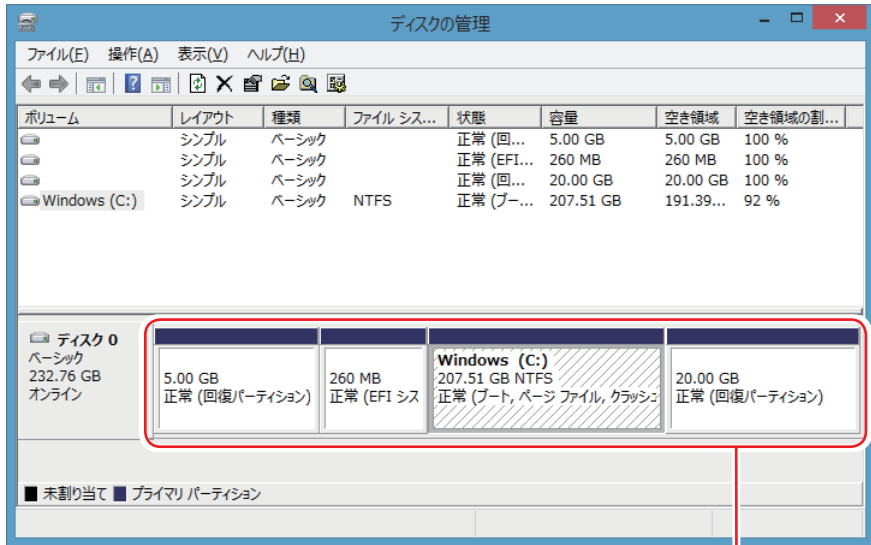 ディスクの管理
ファイル(F) 操作(A) 表示(V) ヘルプ(H)
ボリューム レイアウト 種類 ファイル シス... 状態 容量 空き領域 空き領域の割...
シンプル ベーシック 正常 (回... 5.00 GB 5.00 GB 100 %
シンプル ベーシック 正常 (EFI... 260 MB 260 MB 100 %
シンプル ベーシック 正常 (回... 20.00 GB 20.00 GB 100 %
Windows (C:) シンプル ベーシック NTFS 正常 (ブー... 207.51 GB 191.39... 92 %
ディスク 0
ベーシック
232.76 GB
オンライン
5.00 GB
正常 (回復パーティション)
260 MB
正常 (EFI シス
Windows (C:)
207.51 GB NTFS
正常 (ブート, ページ ファイル, クラッシュ
20.00 GB
正常 (回復パーティション)
未割り当て プライマリ パーティション